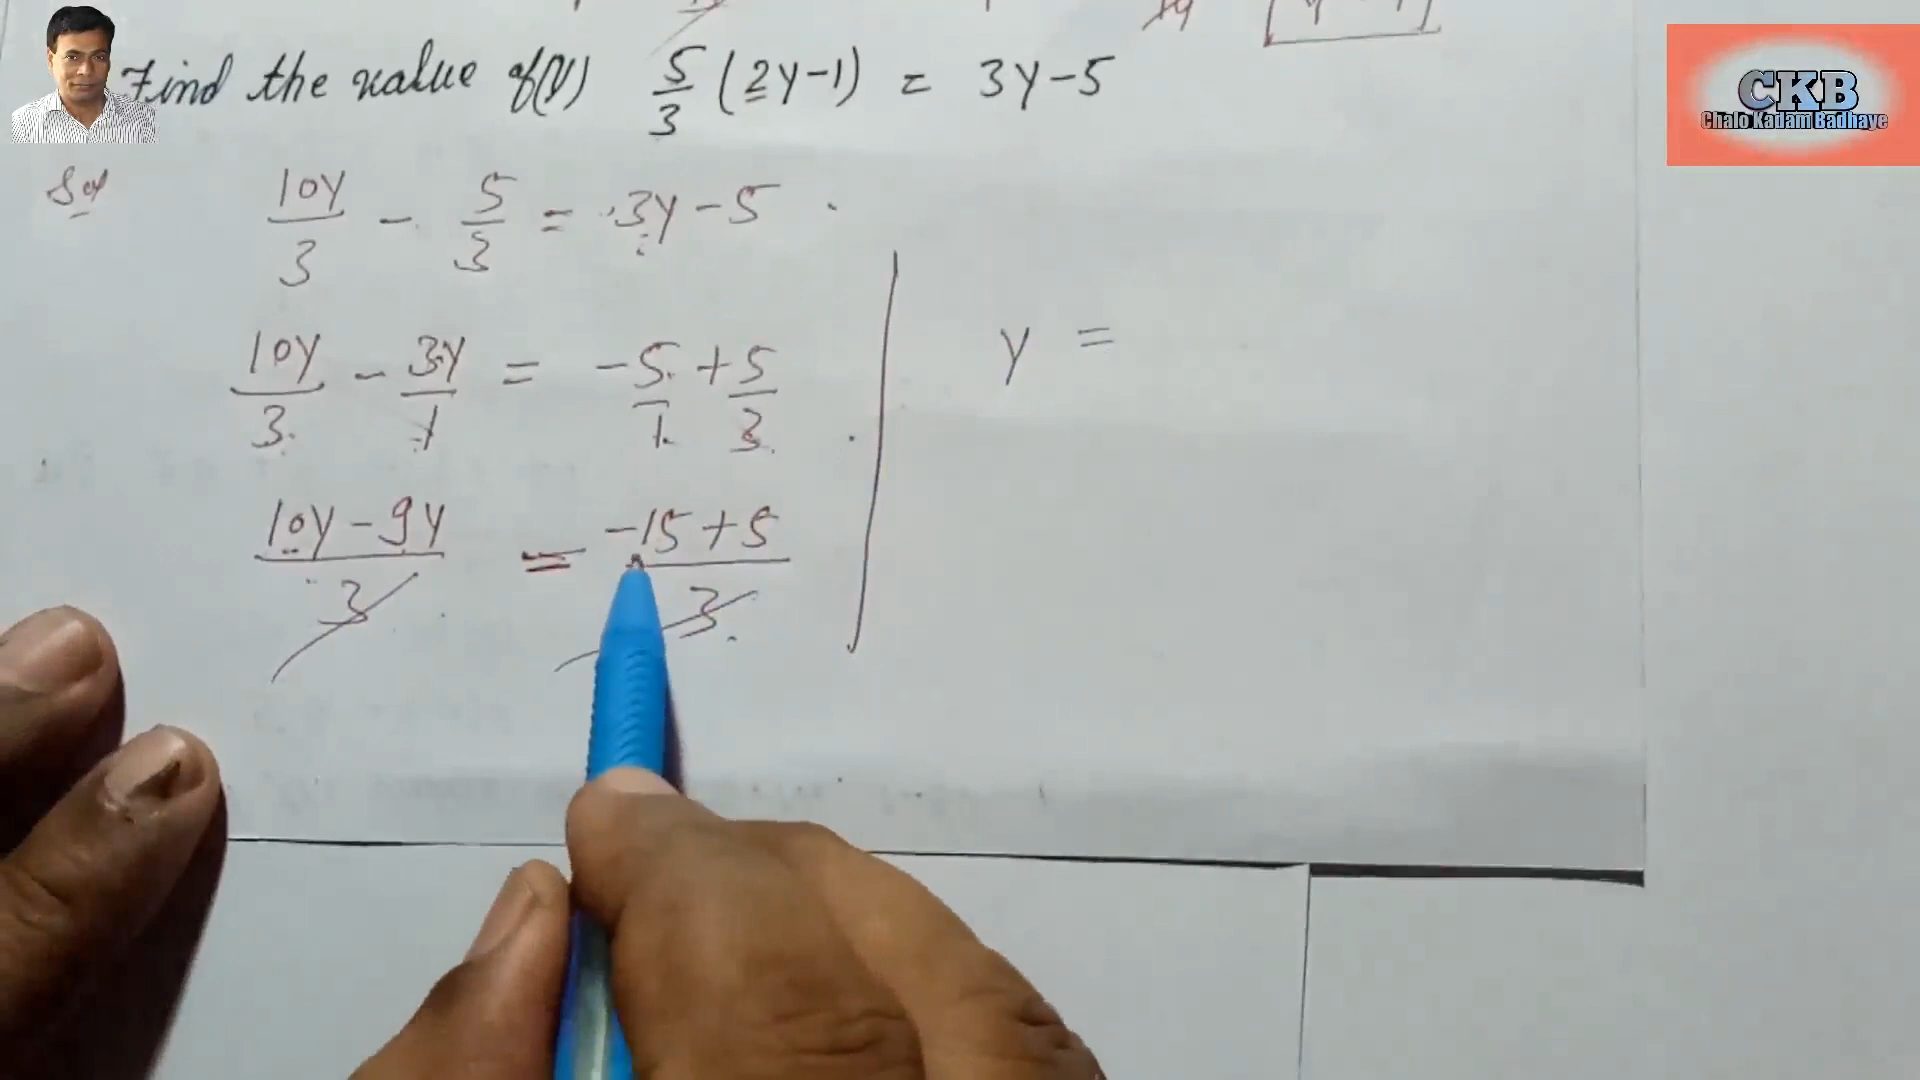 Find the value of(y) 5/3 (2y-1) = 3y-5
CKB
Chalo Kadam Badhaye
Sol
10y/3 - 5/3 = 3y-5
10y/3 - 3y/1 = -5/1 + 5/3
y =
10y-9y/3 = -15+5/3